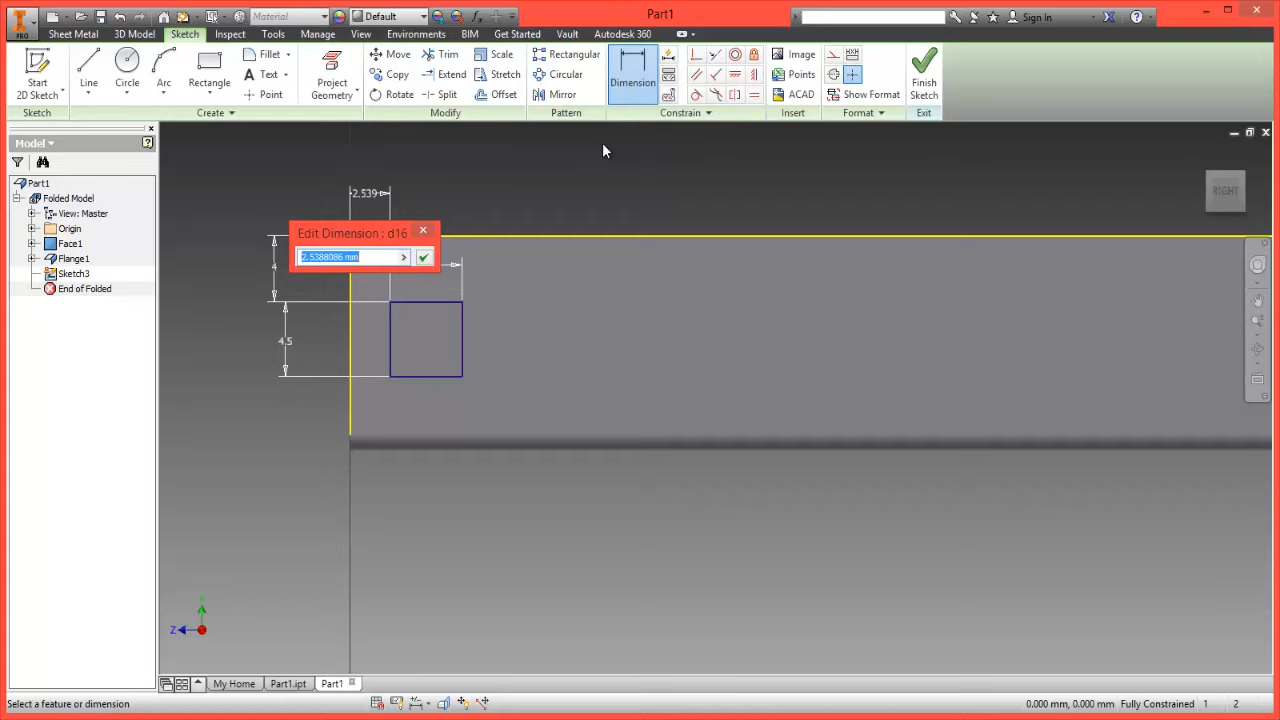 Material
Default
Part1
Sign In
PRO
Sheet Metal
3D Model
Sketch
Inspect
Tools
Manage
View
Environments
BIM
Get Started
Vault
Autodesk 360
Start
2D Sketch
Line
Circle
Arc
Rectangle
Fillet
Text
Point
Project
Geometry
Move
Copy
Rotate
Trim
Extend
Split
Scale
Stretch
Offset
Rectangular
Circular
Mirror
Dimension
Image
Points
ACAD
Show Format
Finish
Sketch
Sketch
Create
Modify
Pattern
Constrain
Insert
Format
Exit
Model
Part1
Folded Model
View: Master
Origin
Face1
Flange1
Sketch3
End of Folded
2.539
Edit Dimension : d16
2.5388086 mm
4
4.5
RIGHT
Z
My Home
Part1.ipt
Part1
Select a feature or dimension
0.000 mm, 0.000 mm
Fully Constrained
1
2